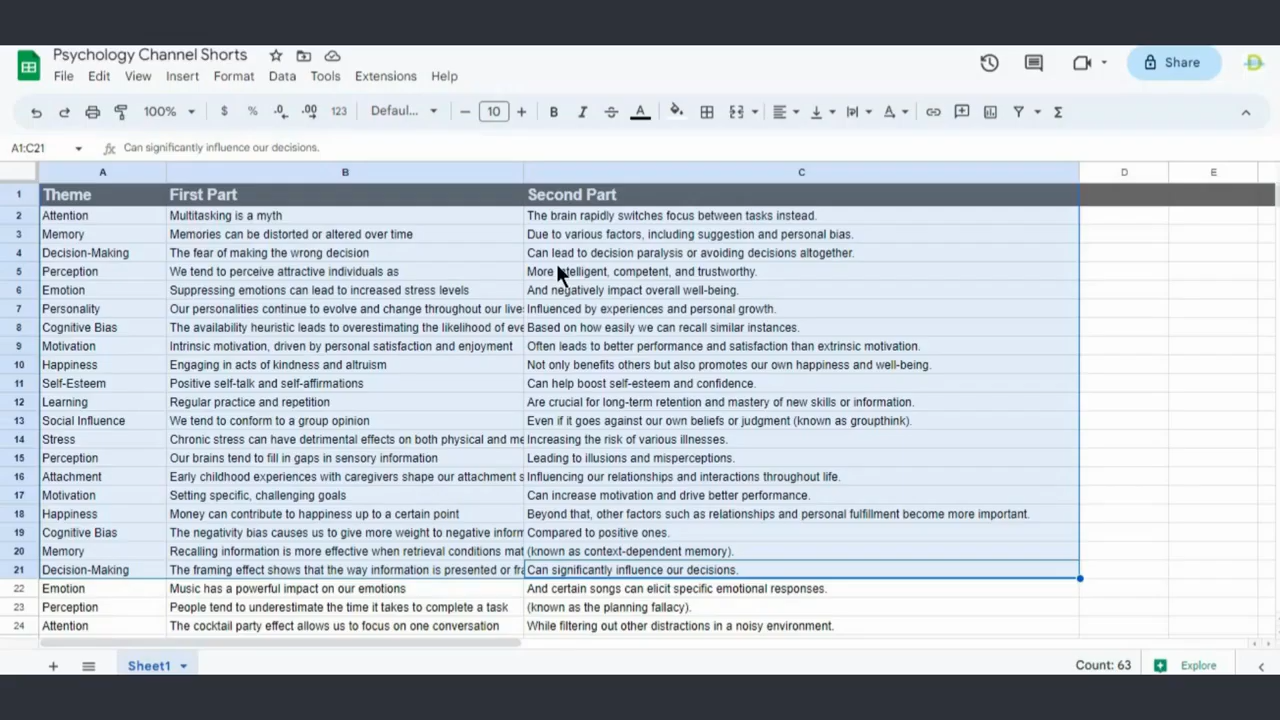 Psychology Channel Shorts
File Edit View Insert Format Data Tools Extensions Help
Share
100% $ % .0 .00 123 Defaul... 10 B I A Σ
A1:C21 fx Can significantly influence our decisions.
A B C D E
1 Theme First Part Second Part
2 Attention Multitasking is a myth The brain rapidly switches focus between tasks instead.
3 Memory Memories can be distorted or altered over time Due to various factors, including suggestion and personal bias.
4 Decision-Making The fear of making the wrong decision Can lead to decision paralysis or avoiding decisions altogether.
5 Perception We tend to perceive attractive individuals as More intelligent, competent, and trustworthy.
6 Emotion Suppressing emotions can lead to increased stress levels And negatively impact overall well-being.
7 Personality Our personalities continue to evolve and change throughout our live Influenced by experiences and personal growth.
8 Cognitive Bias The availability heuristic leads to overestimating the likelihood of eve Based on how easily we can recall similar instances.
9 Motivation Intrinsic motivation, driven by personal satisfaction and enjoyment Often leads to better performance and satisfaction than extrinsic motivation.
10 Happiness Engaging in acts of kindness and altruism Not only benefits others but also promotes our own happiness and well-being.
11 Self-Esteem Positive self-talk and self-affirmations Can help boost self-esteem and confidence.
12 Learning Regular practice and repetition Are crucial for long-term retention and mastery of new skills or information.
13 Social Influence We tend to conform to a group opinion Even if it goes against our own beliefs or judgment (known as groupthink).
14 Stress Chronic stress can have detrimental effects on both physical and me Increasing the risk of various illnesses.
15 Perception Our brains tend to fill in gaps in sensory information Leading to illusions and misperceptions.
16 Attachment Early childhood experiences with caregivers shape our attachment s Influencing our relationships and interactions throughout life.
17 Motivation Setting specific, challenging goals Can increase motivation and drive better performance.
18 Happiness Money can contribute to happiness up to a certain point Beyond that, other factors such as relationships and personal fulfillment become more important.
19 Cognitive Bias The negativity bias causes us to give more weight to negative inform Compared to positive ones.
20 Memory Recalling information is more effective when retrieval conditions mat (known as context-dependent memory).
21 Decision-Making The framing effect shows that the way information is presented or fra Can significantly influence our decisions.
22 Emotion Music has a powerful impact on our emotions And certain songs can elicit specific emotional responses.
23 Perception People tend to underestimate the time it takes to complete a task (known as the planning fallacy).
24 Attention The cocktail party effect allows us to focus on one conversation While filtering out other distractions in a noisy environment.
Sheet1 Count: 63 Explore